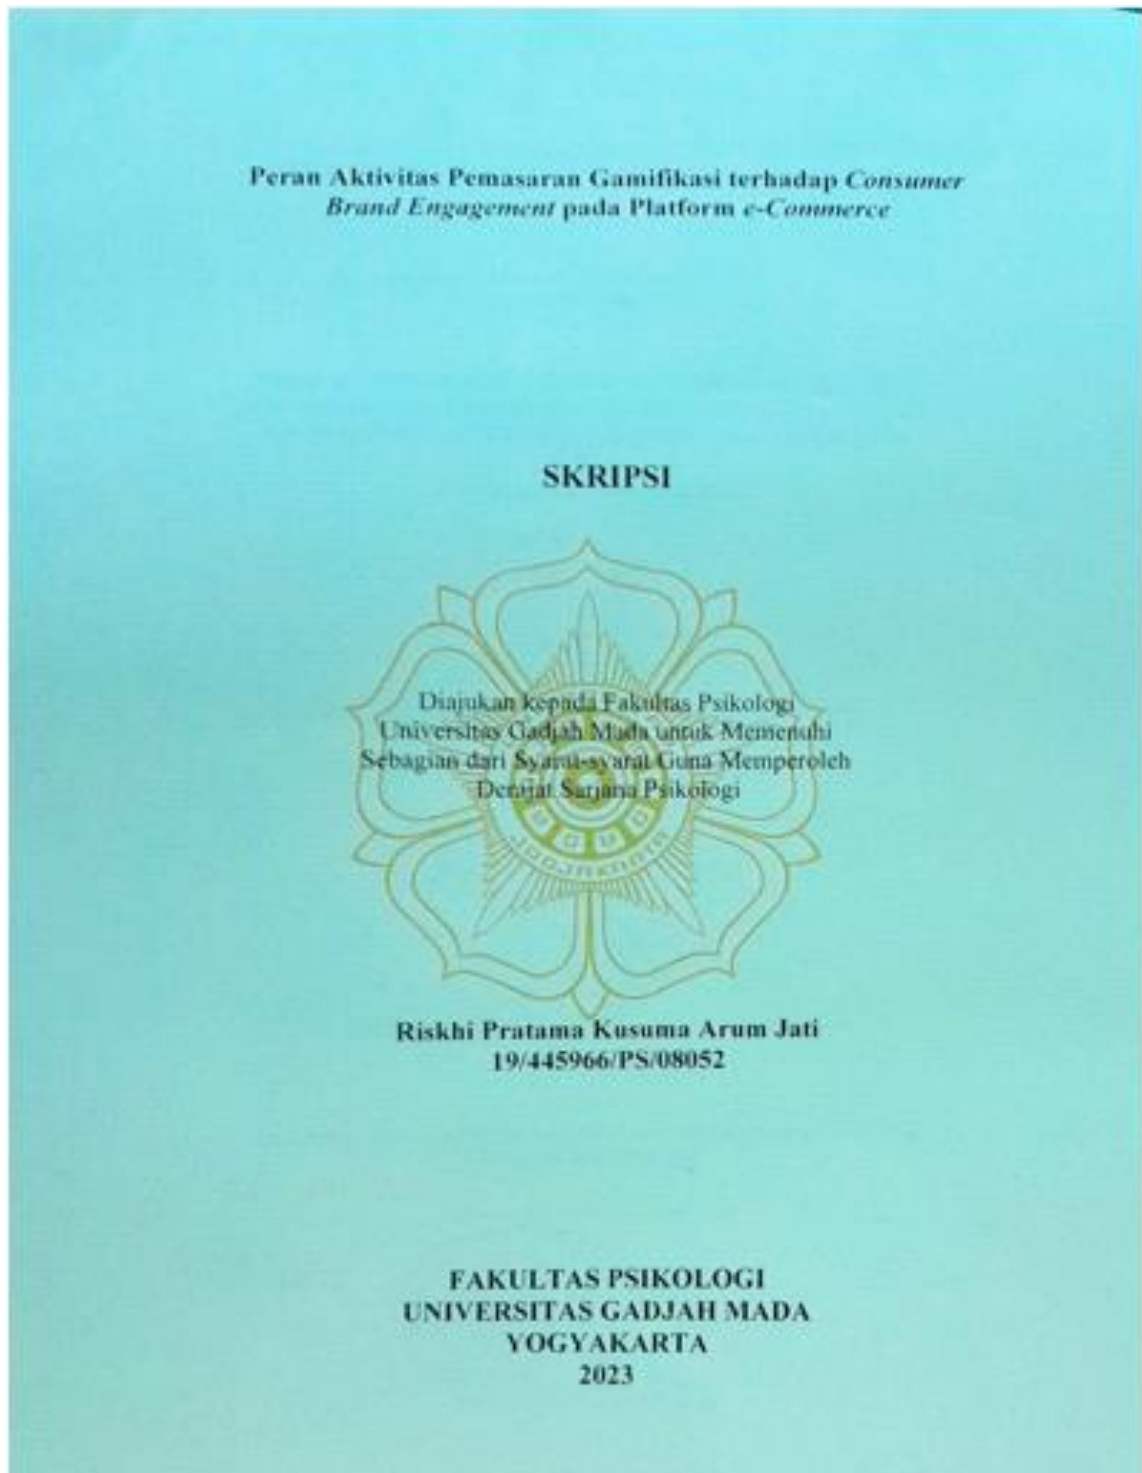 Peran Aktivitas Pemasaran Gamifikasi terhadap Consumer
Brand Engagement pada Platform e-Commerce
SKRIPSI
Diajukan kepada Fakultas Psikologi
Universitas Gadjah Mada untuk Memenuhi
Sebagian dari Syarat-syarat Guna Memperoleh
Derajat Sarjana Psikologi
Riskhi Pratama Kusuma Arum Jati
19/445966/PS/08052
FAKULTAS PSIKOLOGI
UNIVERSITAS GADJAH MADA
YOGYAKARTA
2023